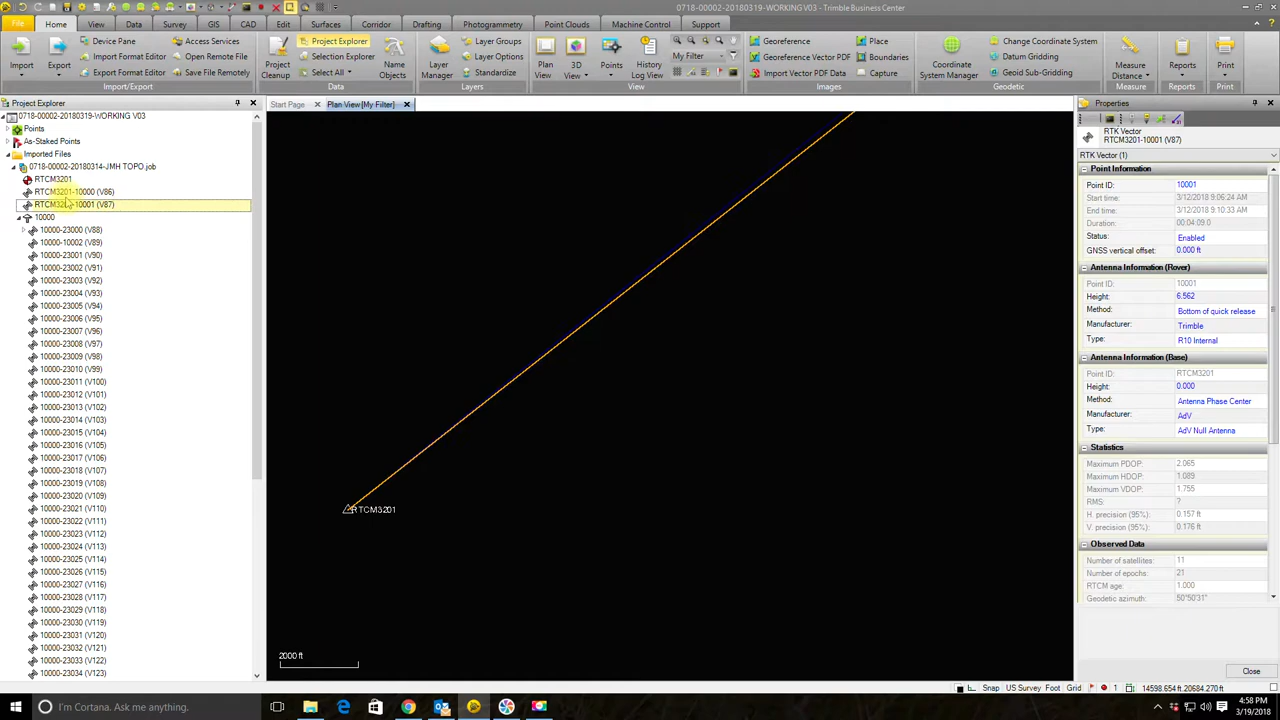 0718-00002-20180319-WORKING V03 - Trimble Business Center
File Home View Data Survey GIS CAD Edit Surfaces Corridor Drafting Photogrammetry Point Clouds Machine Control Support
Import
Export
Device Pane
Import Format Editor
Export Format Editor
Access Services
Open Remote File
Save File Remotely
Import/Export
Project Cleanup
Project Explorer
Selection Explorer
Select All
Name Objects
Data
Layer Manager
Layer Groups
Layer Options
Standardize
Layers
Plan View
3D View
Points
History Log View
My Filter
View
Georeference
Georeference Vector PDF
Import Vector PDF Data
Place
Boundaries
Capture
Images
Coordinate System Manager
Change Coordinate System
Datum Gridding
Geoid Sub-Gridding
Geodetic
Measure Distance
Measure
Reports
Reports
Print
Print
Project Explorer
0718-00002-20180319-WORKING V03
Points
As-Staked Points
Imported Files
0718-00002-20180314-JMH TOPO.job
RTCM3201
RTCM3201-10000 (V86)
RTCM3201-10001 (V87)
10000
10000-23000 (V88)
10000-10002 (V89)
10000-23001 (V90)
10000-23002 (V91)
10000-23003 (V92)
10000-23004 (V93)
10000-23005 (V94)
10000-23006 (V95)
10000-23007 (V96)
10000-23008 (V97)
10000-23009 (V98)
10000-23010 (V99)
10000-23011 (V100)
10000-23012 (V101)
10000-23013 (V102)
10000-23014 (V103)
10000-23015 (V104)
10000-23016 (V105)
10000-23017 (V106)
10000-23018 (V107)
10000-23019 (V108)
10000-23020 (V109)
10000-23021 (V110)
10000-23022 (V111)
10000-23023 (V112)
10000-23024 (V113)
10000-23025 (V114)
10000-23026 (V115)
10000-23027 (V116)
10000-23028 (V117)
10000-23029 (V118)
10000-23030 (V119)
10000-23031 (V120)
10000-23032 (V121)
10000-23033 (V122)
10000-23034 (V123)
Start Page
Plan View [My Filter]
RTCM3201
2000 ft
Properties
RTK Vector
RTCM3201-10001 (V87)
RTK Vector (1)
Point Information
Point ID: 10001
Start time: 3/12/2018 9:06:24 AM
End time: 3/12/2018 9:10:33 AM
Duration: 00:04:09.0
Status: Enabled
GNSS vertical offset: 0.000 ft
Antenna Information (Rover)
Point ID: 10001
Height: 6.562
Method: Bottom of quick release
Manufacturer: Trimble
Type: R10 Internal
Antenna Information (Base)
Point ID: RTCM3201
Height: 0.000
Method: Antenna Phase Center
Manufacturer: AdV
Type: AdV Null Antenna
Statistics
Maximum PDOP: 2.065
Maximum HDOP: 1.089
Maximum VDOP: 1.755
RMS: ?
H. precision (95%): 0.157 ft
V. precision (95%): 0.176 ft
Observed Data
Number of satellites: 11
Number of epochs: 21
RTCM age: 1.000
Geodetic azimuth: 50°50'31"
Close
Snap US Survey Foot Grid 1 14598.654 ft,20684.270 ft
I'm Cortana. Ask me anything.
4:58 PM
3/19/2018